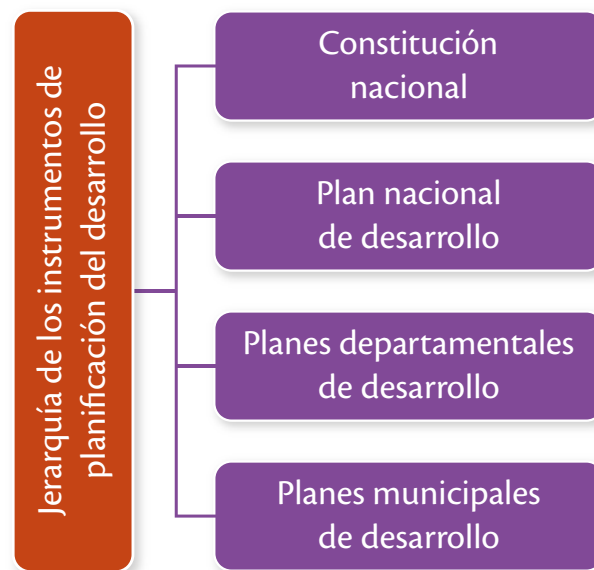 Jerarquía de los instrumentos de
planificación del desarrollo
Constitución
nacional
Plan nacional
de desarrollo
Planes departamentales
de desarrollo
Planes municipales
de desarrollo